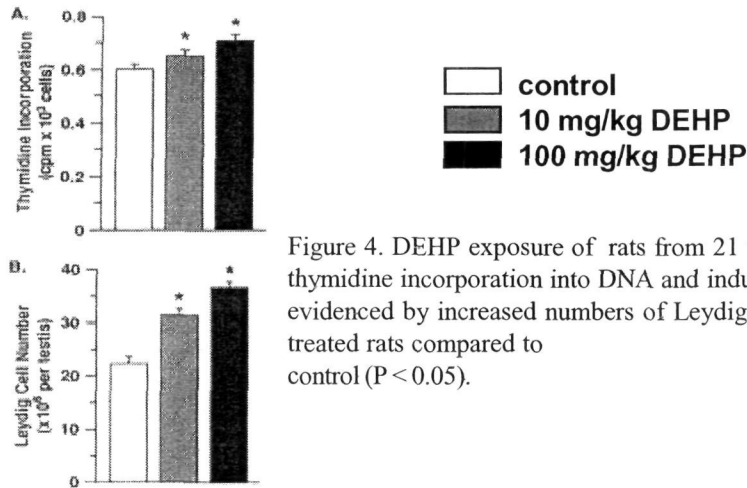 A.
Thymidine Incorporation
(cpm x 10³ cells)
0.8
0.6
0.4
0.2
0
*
*
control
10 mg/kg DEHP
100 mg/kg DEHP
B.
Leydig Cell Number
(x10⁶ per testis)
40
30
20
10
0
*
*
Figure 4. DEHP exposure of rats from 21
thymidine incorporation into DNA and indu
evidenced by increased numbers of Leydig
treated rats compared to
control (P < 0.05).